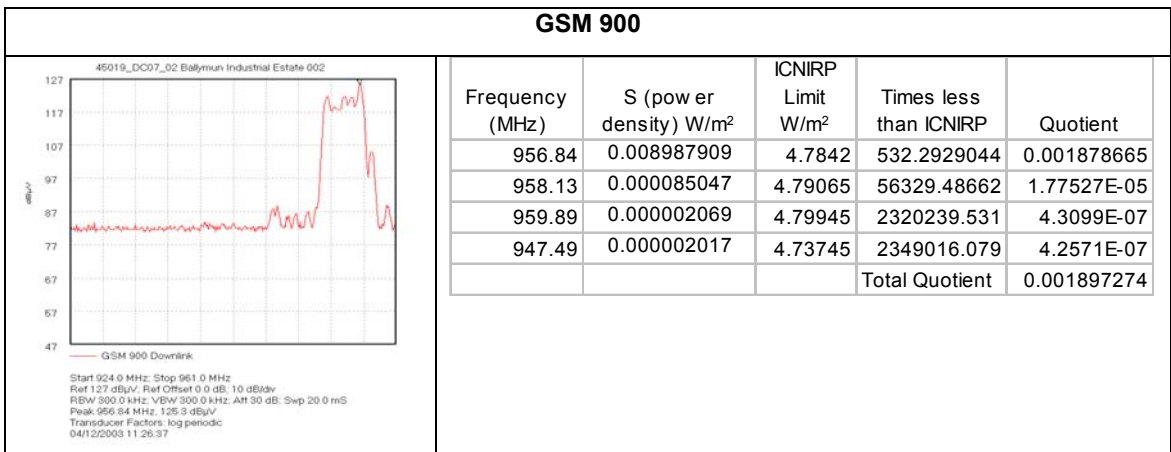 GSM 900
45019_DC07_02 Ballymun Industrial Estate 002
127
117
107
97
87
77
67
57
47
dBµV
GSM 900 Downlink
Start 924.0 MHz; Stop 961.0 MHz
Ref 127 dBµV; Ref Offset 0.0 dB; 10 dB/div
RBW 300.0 kHz; VBW 300.0 kHz; Att 30 dB; Swp 20.0 mS
Peak 956.84 MHz, 125.3 dBµV
Transducer Factors: log periodic
04/12/2003 11:26:37
Frequency (MHz) S (pow er density) W/m² ICNIRP Limit W/m² Times less than ICNIRP Quotient
956.84 0.008987909 4.7842 532.2929044 0.001878665
958.13 0.000085047 4.79065 56329.48662 1.77527E-05
959.89 0.000002069 4.79945 2320239.531 4.3099E-07
947.49 0.000002017 4.73745 2349016.079 4.2571E-07
Total Quotient 0.001897274